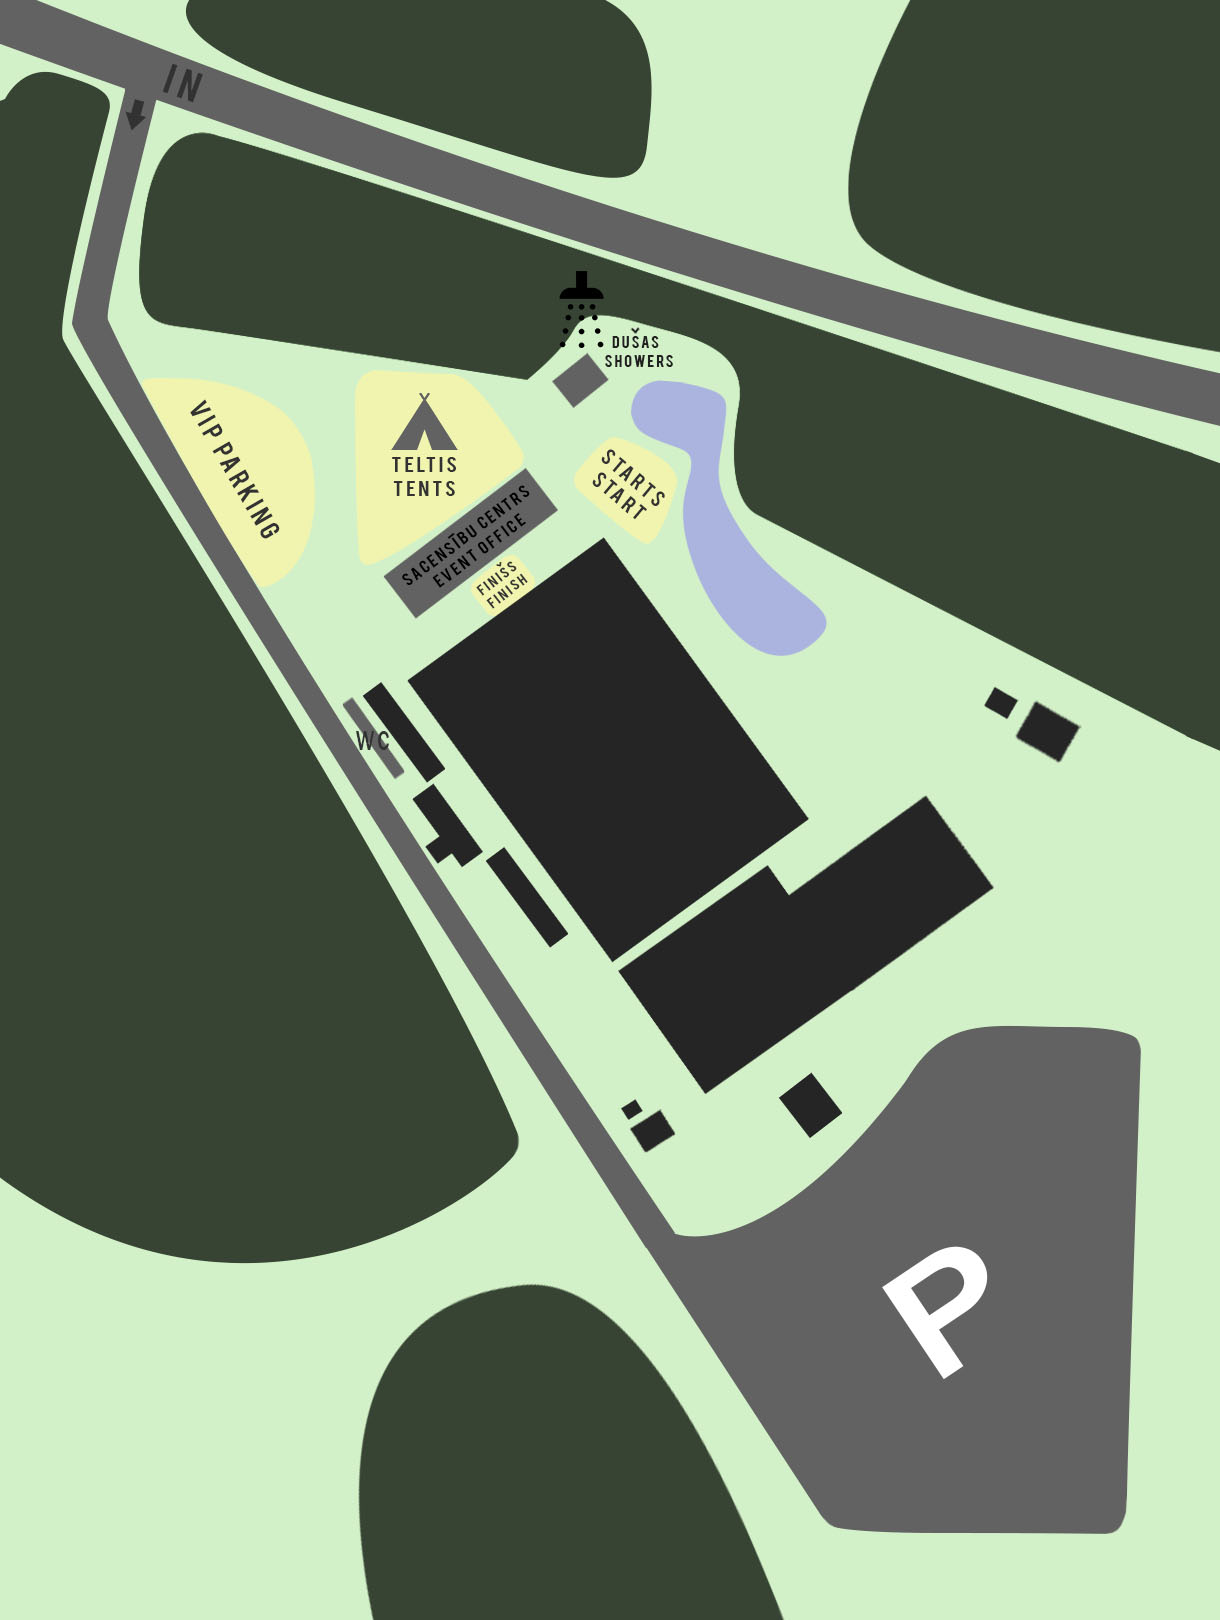 IN
DUŠAS
SHOWERS
VIP PARKING
TELTIS
TENTS
STARTS
START
SACENSĪBU CENTRS
EVENT OFFICE
FINIŠS
FINISH
WC
P